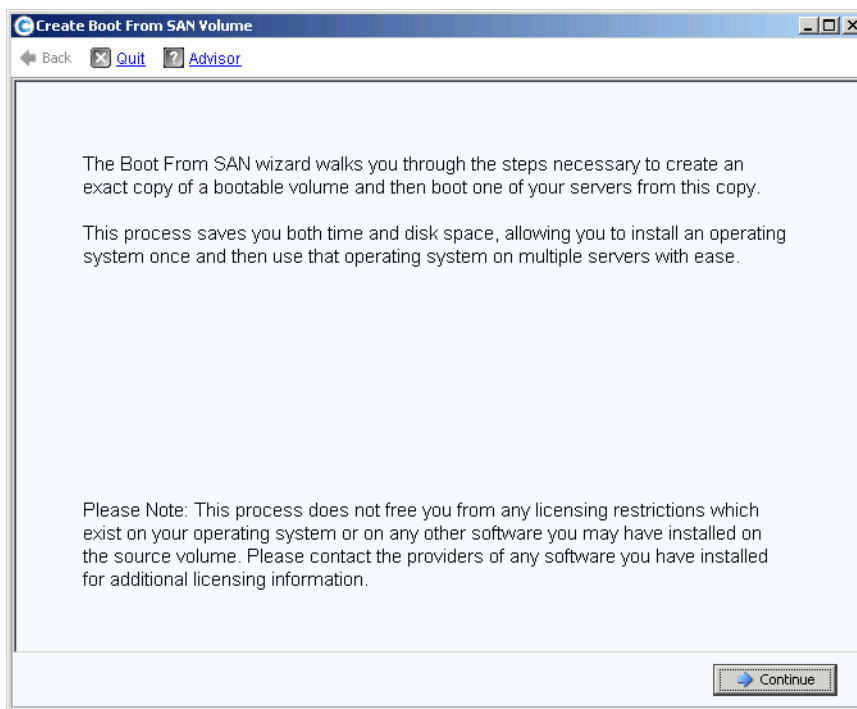 Create Boot From SAN Volume
Back Quit Advisor
The Boot From SAN wizard walks you through the steps necessary to create an
exact copy of a bootable volume and then boot one of your servers from this copy.
This process saves you both time and disk space, allowing you to install an operating
system once and then use that operating system on multiple servers with ease.
Please Note: This process does not free you from any licensing restrictions which
exist on your operating system or on any other software you may have installed on
the source volume. Please contact the providers of any software you have installed
for additional licensing information.
Continue